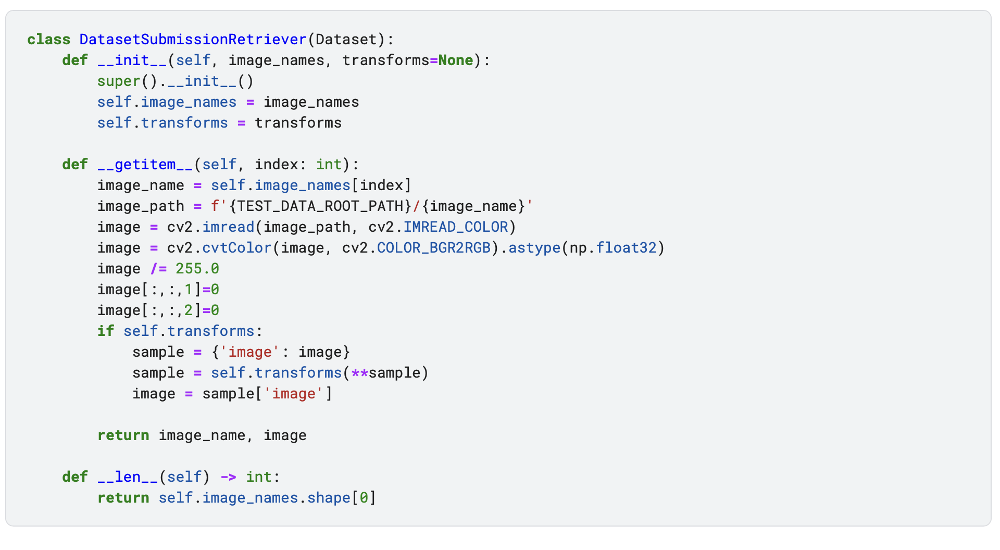 class DatasetSubmissionRetriever(Dataset):
    def __init__(self, image_names, transforms=None):
        super().__init__()
        self.image_names = image_names
        self.transforms = transforms

    def __getitem__(self, index: int):
        image_name = self.image_names[index]
        image_path = f'{TEST_DATA_ROOT_PATH}/{image_name}'
        image = cv2.imread(image_path, cv2.IMREAD_COLOR)
        image = cv2.cvtColor(image, cv2.COLOR_BGR2RGB).astype(np.float32)
        image /= 255.0
        image[:,:,1]=0
        image[:,:,2]=0
        if self.transforms:
            sample = {'image': image}
            sample = self.transforms(**sample)
            image = sample['image']

        return image_name, image

    def __len__(self) -> int:
        return self.image_names.shape[0]